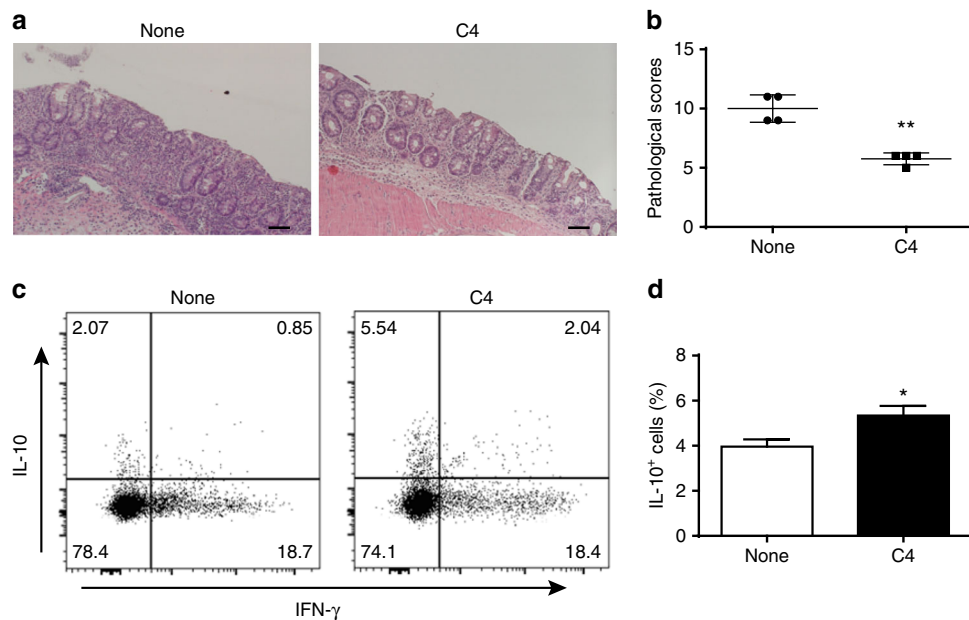 a
None
C4
b
Pathological scores
15
10
5
0
**
None
C4
c
None
C4
2.07
0.85
78.4
18.7
5.54
2.04
74.1
18.4
IL-10
IFN-γ
d
IL-10⁺ cells (%)
8
6
4
2
0
*
None
C4